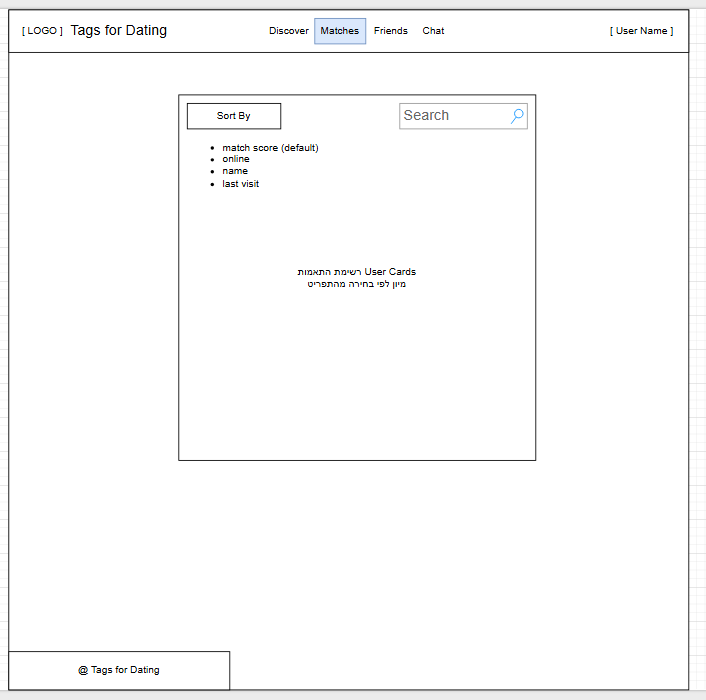 [ LOGO ] Tags for Dating Discover Matches Friends Chat [ User Name ]
Sort By Search
• match score (default)
• online
• name
• last visit
רשימת התאמות User Cards
מיון לפי בחירה מהתפריט
@ Tags for Dating